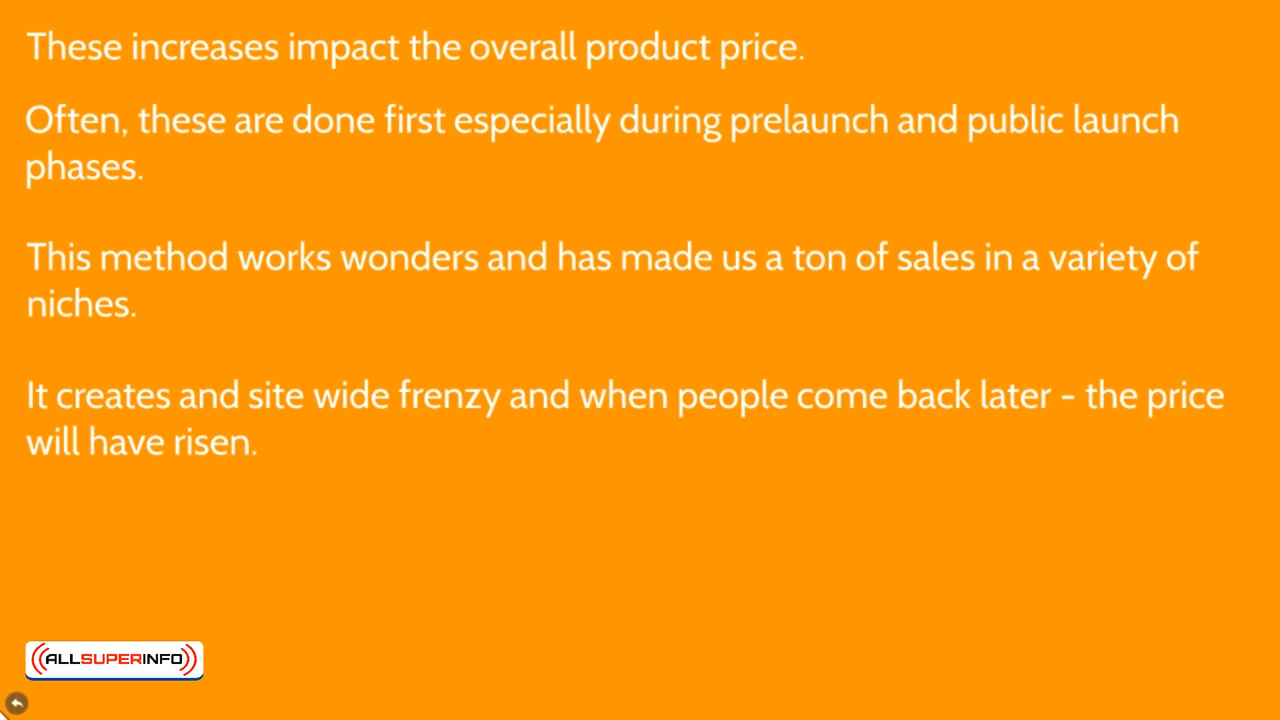 These increases impact the overall product price.
Often, these are done first especially during prelaunch and public launch
phases.
This method works wonders and has made us a ton of sales in a variety of
niches.
It creates and site wide frenzy and when people come back later - the price
will have risen.
ALLSUPERINFO